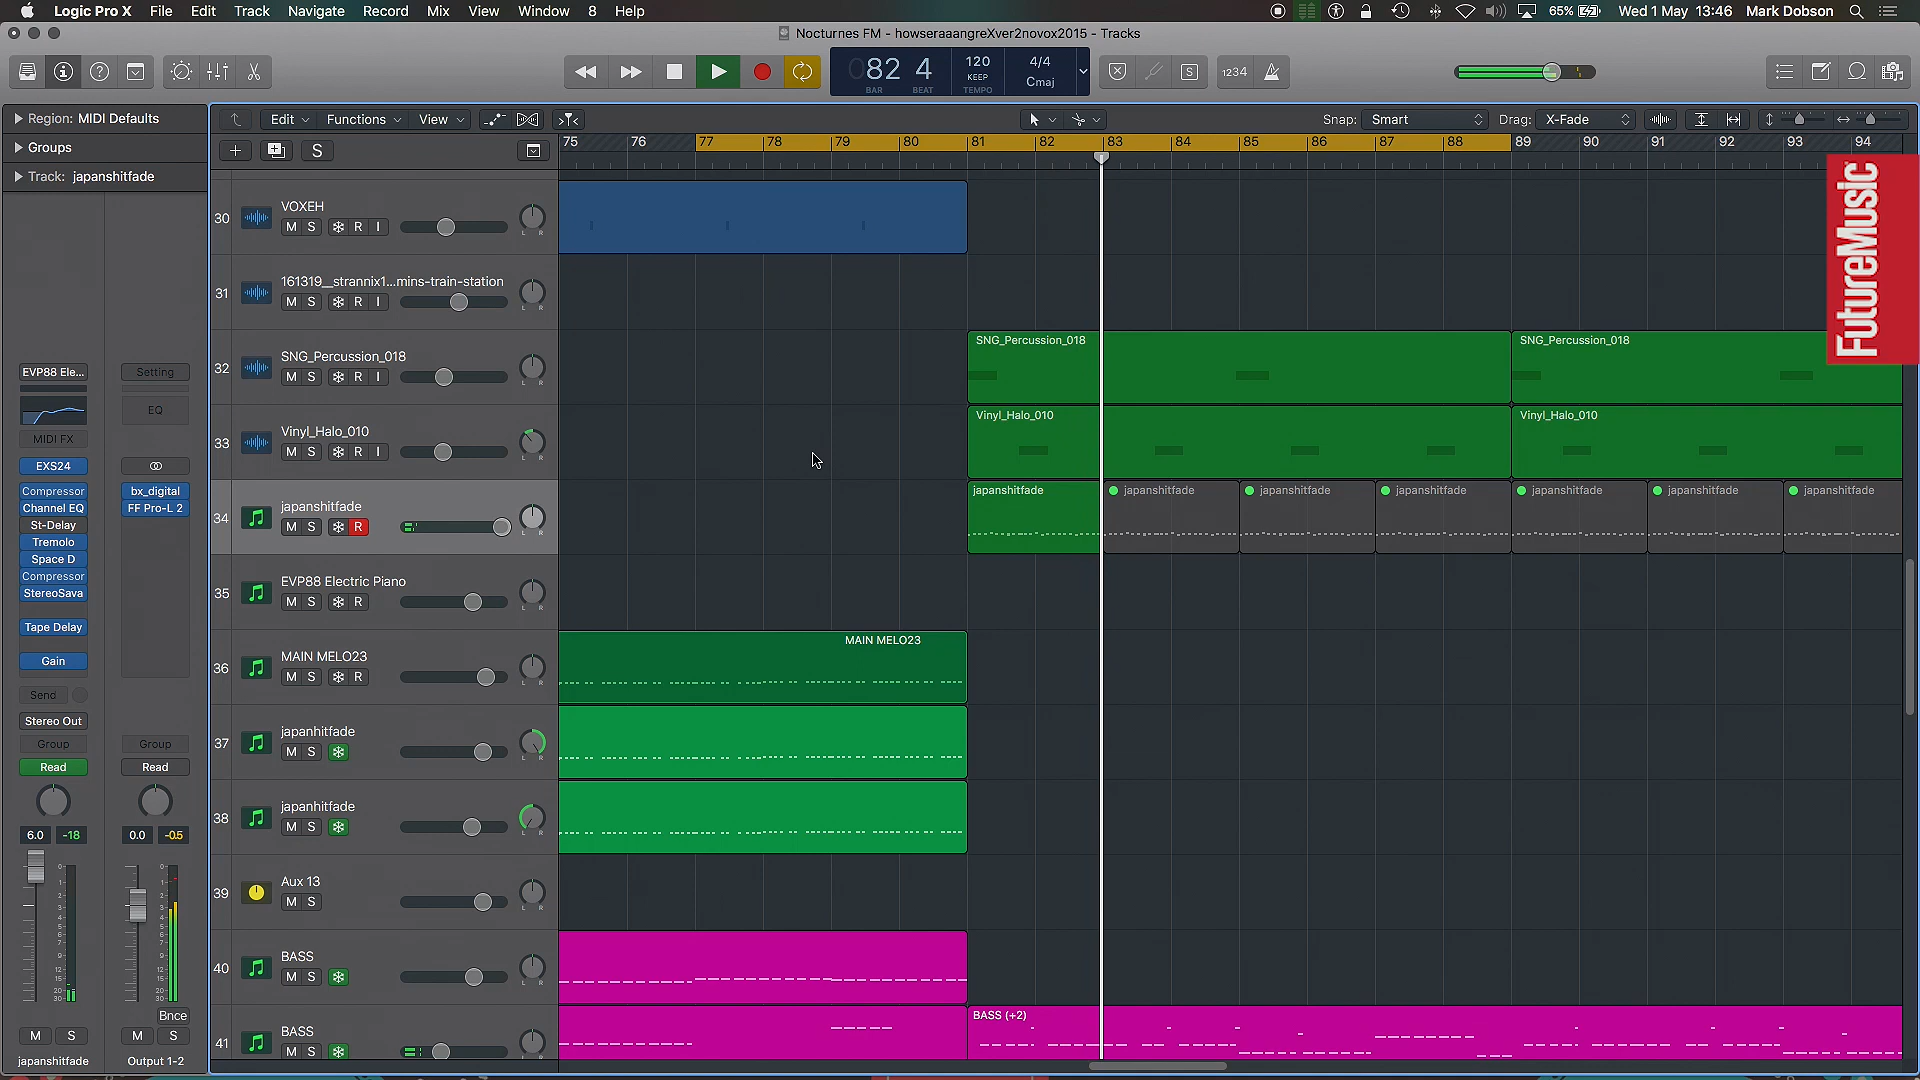 Logic Pro X File Edit Track Navigate Record Mix View Window 8 Help 65% Wed 1 May 13:46 Mark Dobson
Nocturnes FM - howseraaangreXver2novox2015 - Tracks
82 4 120 KEEP 4/4 Cmaj
BAR BEAT TEMPO
S 1234
Region: MIDI Defaults
Groups
Track: japanshitfade
Edit Functions View Snap: Smart Drag: X-Fade
S 75 76 77 78 79 80 81 82 83 84 85 86 87 88 89 90 91 92 93 94
FutureMusic
30 VOXEH
M S R I
L R
31 161319__strannix1...mins-train-station
M S R I
L R
32 SNG_Percussion_018
M S R I
L R
SNG_Percussion_018 SNG_Percussion_018
33 Vinyl_Halo_010
M S R I
L R
Vinyl_Halo_010 Vinyl_Halo_010
34 japanshitfade
M S R
L R
japanshitfade japanshitfade japanshitfade japanshitfade japanshitfade japanshitfade japanshitfade
35 EVP88 Electric Piano
M S R
L R
36 MAIN MELO23
M S R
L R
MAIN MELO23
37 japanhitfade
M S
L R
38 japanhitfade
M S
L R
39 Aux 13
M S
L R
40 BASS
M S
L R
41 BASS
M S
BASS (+2)
EVP88 Ele... Setting
EQ
MIDI FX
EXS24
Compressor bx_digital
Channel EQ FF Pro-L 2
St-Delay
Tremolo
Space D
Compressor
StereoSava
Tape Delay
Gain
Send
Stereo Out
Group Group
Read Read
6.0 -18 0.0 -0.5
Bnce
M S M S
japanshitfade Output 1-2